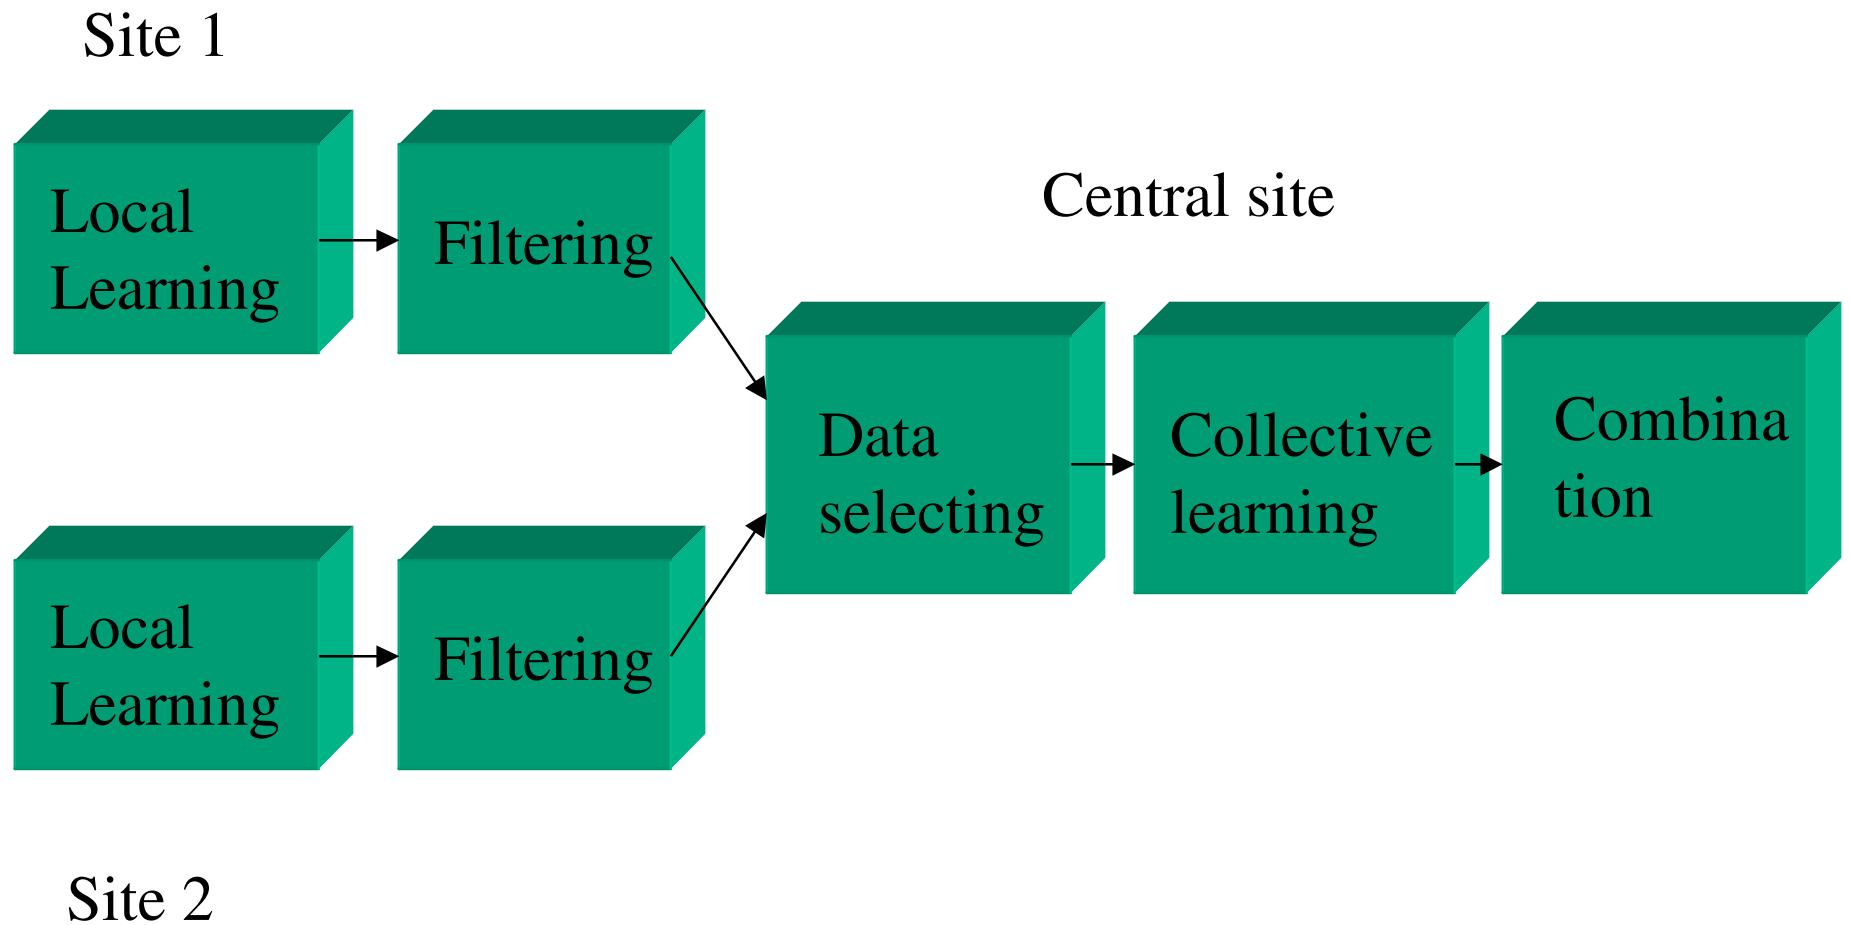 Site 1
Local
Learning
Filtering
Central site
Data
selecting
Collective
learning
Combina
tion
Local
Learning
Filtering
Site 2